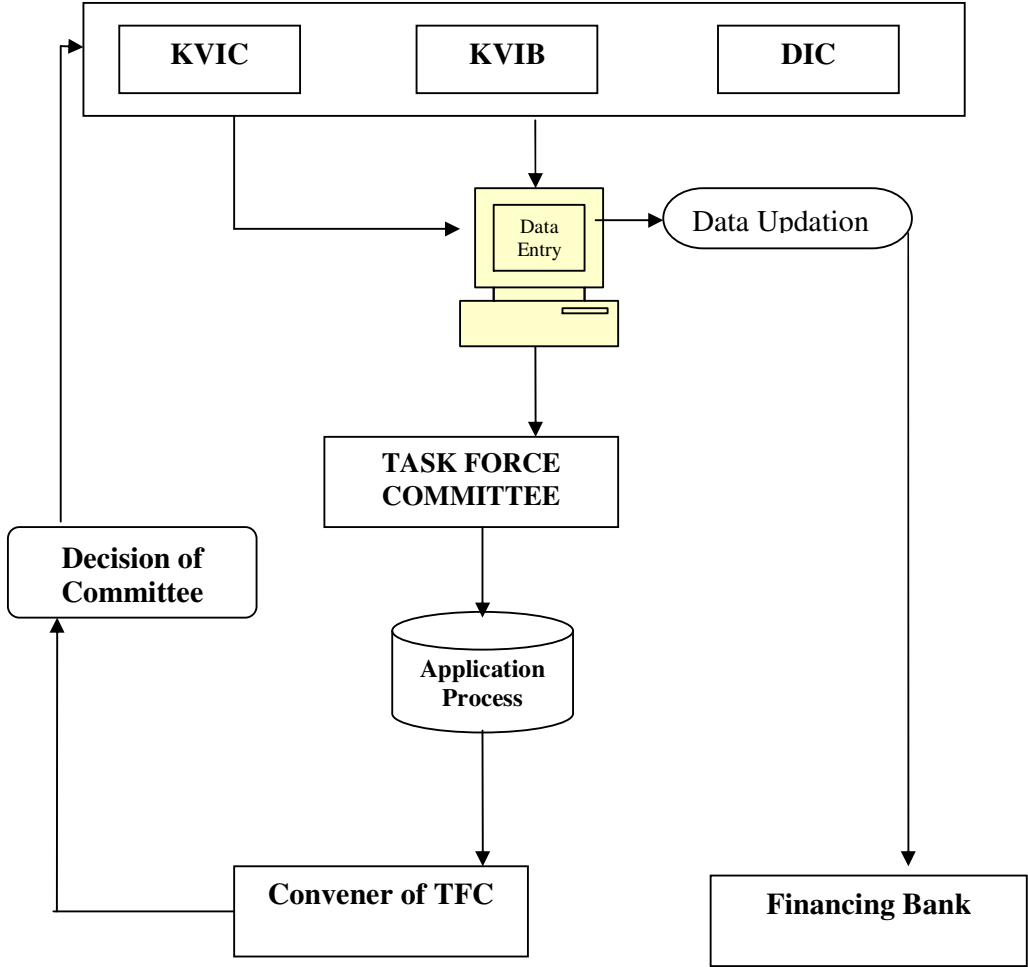 KVIC
KVIB
DIC
Data
Entry
Data Updation
TASK FORCE
COMMITTEE
Decision of
Committee
Application
Process
Convener of TFC
Financing Bank